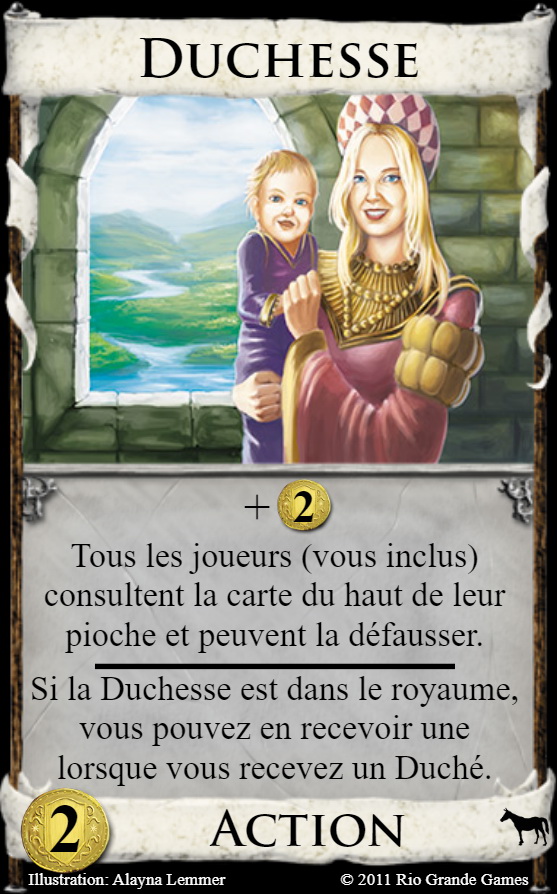 Duchesse
+ 2
Tous les joueurs (vous inclus)
consultent la carte du haut de leur
pioche et peuvent la défausser.
Si la Duchesse est dans le royaume,
vous pouvez en recevoir une
lorsque vous recevez un Duché.
2 Action
Illustration: Alayna Lemmer © 2011 Rio Grande Games